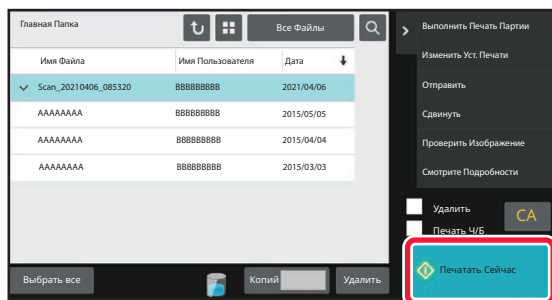 Главная Папка
Все Файлы
Имя Файла Имя Пользователя Дата
Scan_20210406_085320 BBBBBBBBB 2021/04/06
AAAAAAAA BBBBBBBBB 2015/05/05
AAAAAAAA BBBBBBBBB 2015/04/04
AAAAAAAA BBBBBBBBB 2015/03/03
Выбрать все
Копий
Удалить
Выполнить Печать Партии
Изменить Уст. Печати
Отправить
Сдвинуть
Проверить Изображение
Смотрите Подробности
Удалить
Печать Ч/Б
CA
Печатать Сейчас